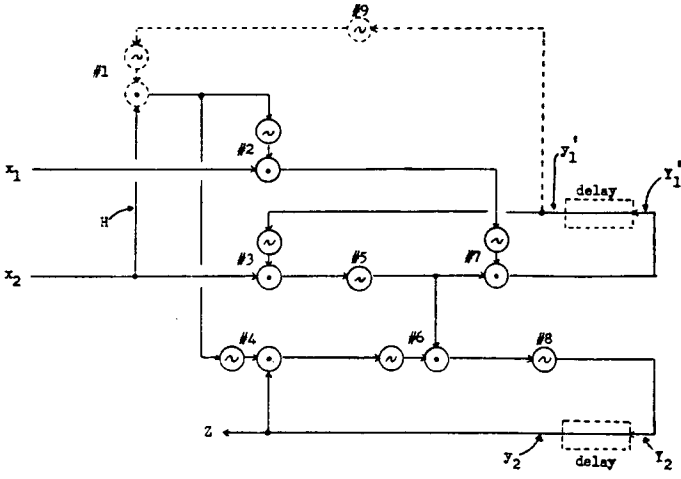 #9
#1
#2
x₁
y₁'
Y₁'
delay
H
#3
#5
#7
x₂
#4
#6
#8
Z
y₂
delay
Y₂